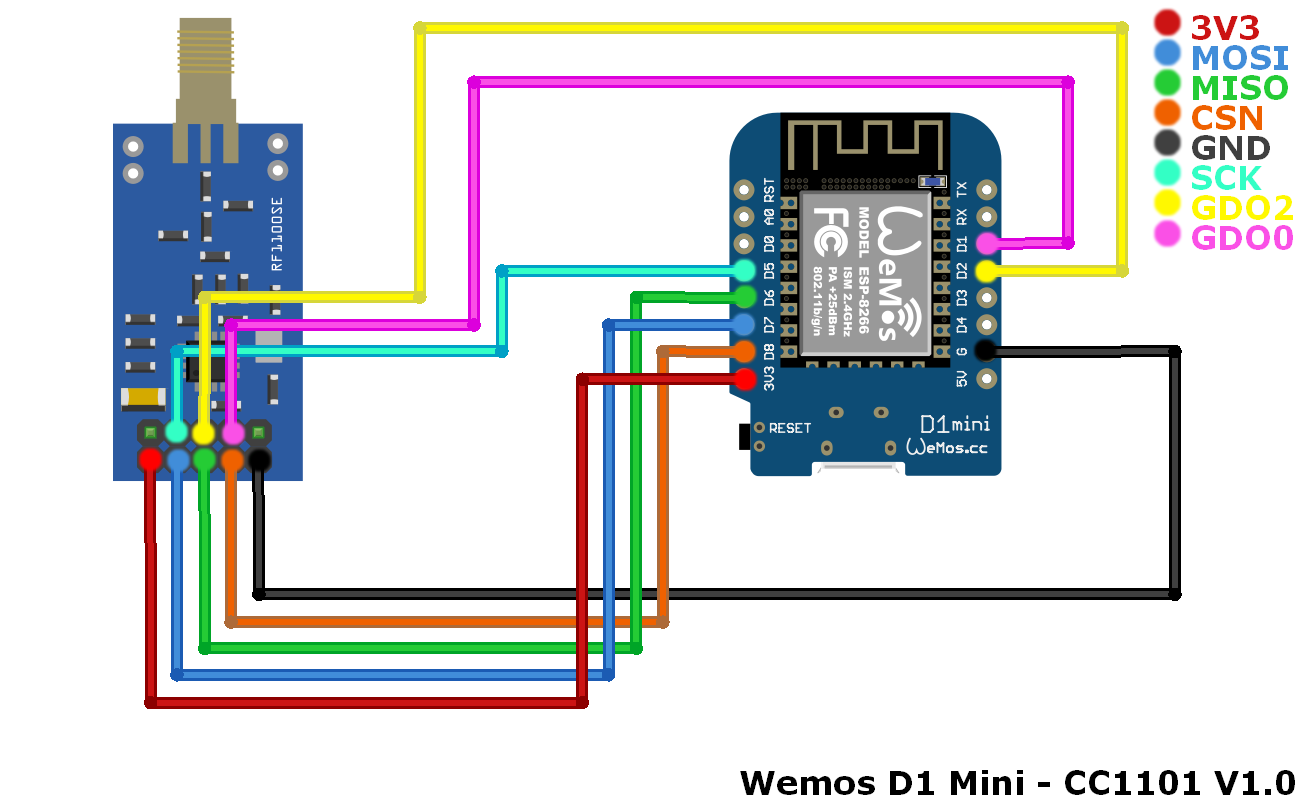 3V3
MOSI
MISO
CSN
GND
SCK
GDO2
GDO0
RF1100SE
RST
A0
D0
D5
D6
D7
D8
3V3
TX
RX
D1
D2
D3
D4
G
5V
WeMos
MODEL ESP-8266
ISM 2.4GHz
PA +25dBm
802.11b/g/n
FC
RESET
D1mini
WeMos.cc
Wemos D1 Mini - CC1101 V1.0